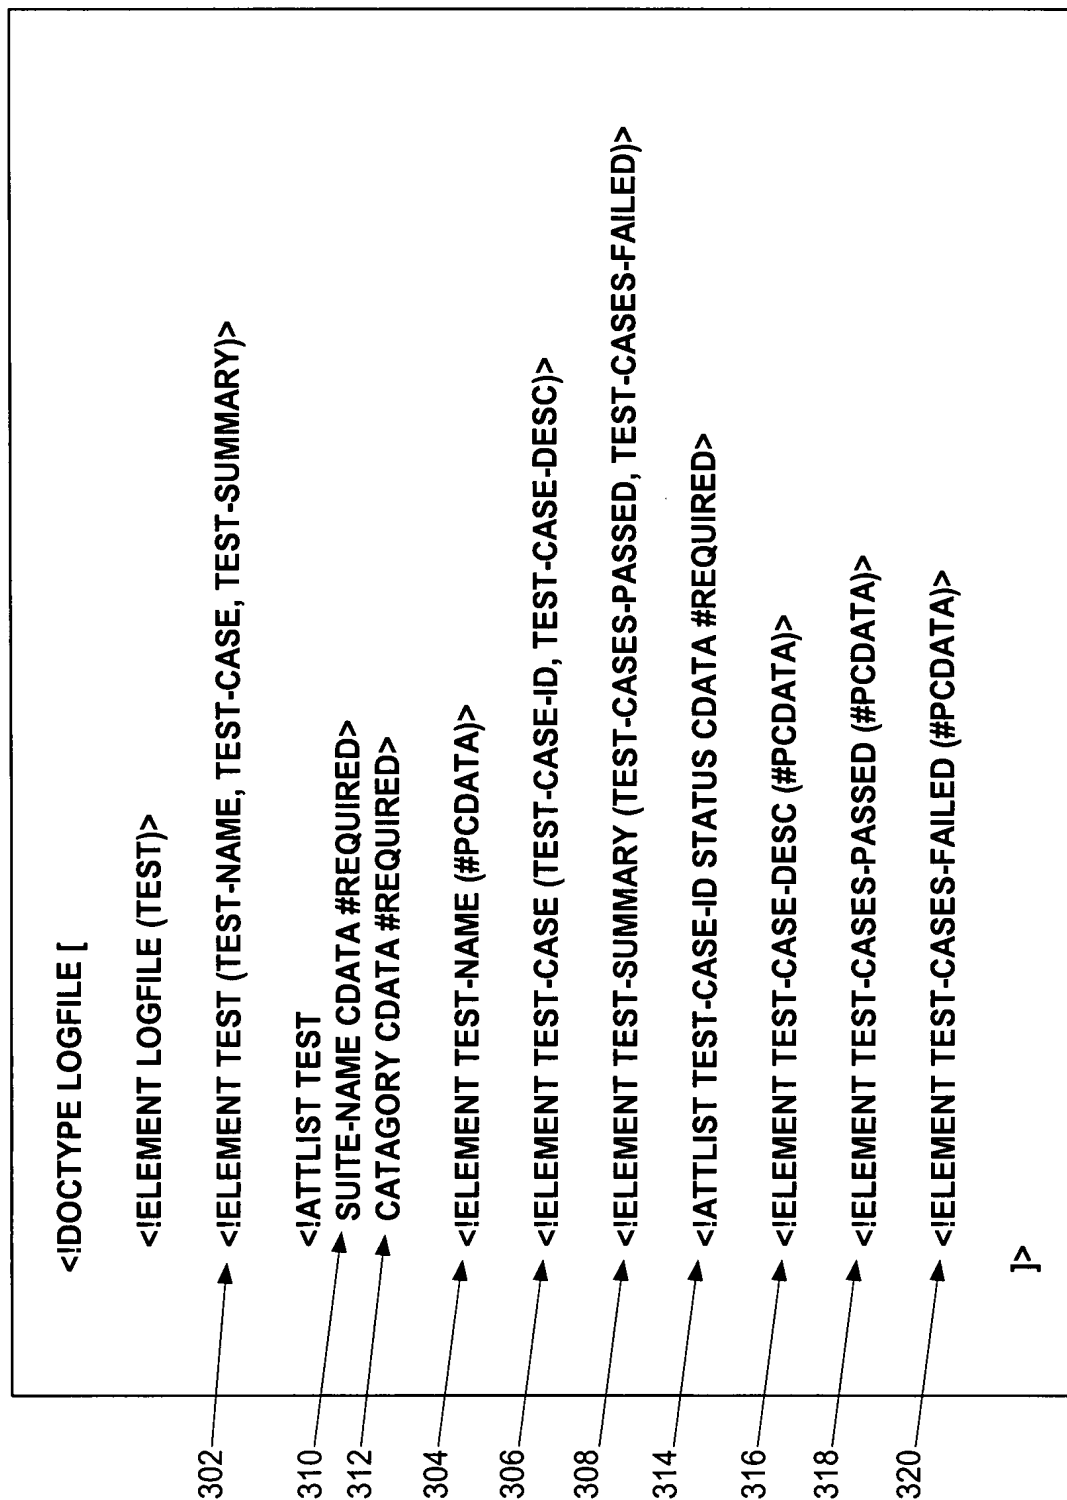 <!DOCTYPE LOGFILE [
<!ELEMENT LOGFILE (TEST)>
302 <!ELEMENT TEST (TEST-NAME, TEST-CASE, TEST-SUMMARY)>
<!ATTLIST TEST
310 SUITE-NAME CDATA #REQUIRED>
312 CATAGORY CDATA #REQUIRED>
304 <!ELEMENT TEST-NAME (#PCDATA)>
306 <!ELEMENT TEST-CASE (TEST-CASE-ID, TEST-CASE-DESC)>
308 <!ELEMENT TEST-SUMMARY (TEST-CASES-PASSED, TEST-CASES-FAILED)>
314 <!ATTLIST TEST-CASE-ID STATUS CDATA #REQUIRED>
316 <!ELEMENT TEST-CASE-DESC (#PCDATA)>
318 <!ELEMENT TEST-CASES-PASSED (#PCDATA)>
320 <!ELEMENT TEST-CASES-FAILED (#PCDATA)>
]>